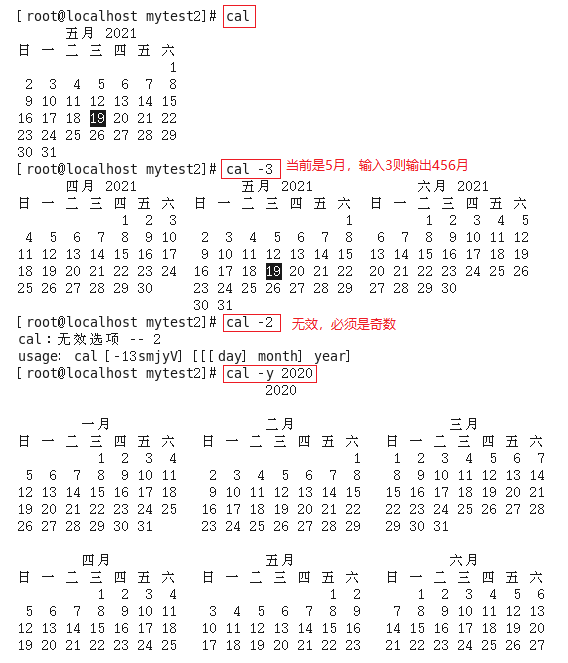 [root@localhost mytest2]# cal
五月 2021
日 一 二 三 四 五 六
1
2 3 4 5 6 7 8
9 10 11 12 13 14 15
16 17 18 19 20 21 22
23 24 25 26 27 28 29
30 31
[root@localhost mytest2]# cal -3 当前是5月，输入3则输出456月
四月 2021 五月 2021 六月 2021
日 一 二 三 四 五 六 日 一 二 三 四 五 六 日 一 二 三 四 五 六
1 2 3 1 1 2 3 4 5
4 5 6 7 8 9 10 2 3 4 5 6 7 8 6 7 8 9 10 11 12
11 12 13 14 15 16 17 9 10 11 12 13 14 15 13 14 15 16 17 18 19
18 19 20 21 22 23 24 16 17 18 19 20 21 22 20 21 22 23 24 25 26
25 26 27 28 29 30 23 24 25 26 27 28 29 27 28 29 30
30 31
[root@localhost mytest2]# cal -2 无效，必须是奇数
cal：无效选项 -- 2
usage: cal [-13smjyV] [[[day] month] year]
[root@localhost mytest2]# cal -y 2020
2020
一月 二月 三月
日 一 二 三 四 五 六 日 一 二 三 四 五 六 日 一 二 三 四 五 六
1 2 3 4 1 1 2 3 4 5 6 7
5 6 7 8 9 10 11 2 3 4 5 6 7 8 8 9 10 11 12 13 14
12 13 14 15 16 17 18 9 10 11 12 13 14 15 15 16 17 18 19 20 21
19 20 21 22 23 24 25 16 17 18 19 20 21 22 22 23 24 25 26 27 28
26 27 28 29 30 31 23 24 25 26 27 28 29 29 30 31
四月 五月 六月
日 一 二 三 四 五 六 日 一 二 三 四 五 六 日 一 二 三 四 五 六
1 2 3 4 1 2 1 2 3 4 5 6
5 6 7 8 9 10 11 3 4 5 6 7 8 9 7 8 9 10 11 12 13
12 13 14 15 16 17 18 10 11 12 13 14 15 16 14 15 16 17 18 19 20
19 20 21 22 23 24 25 17 18 19 20 21 22 23 21 22 23 24 25 26 27